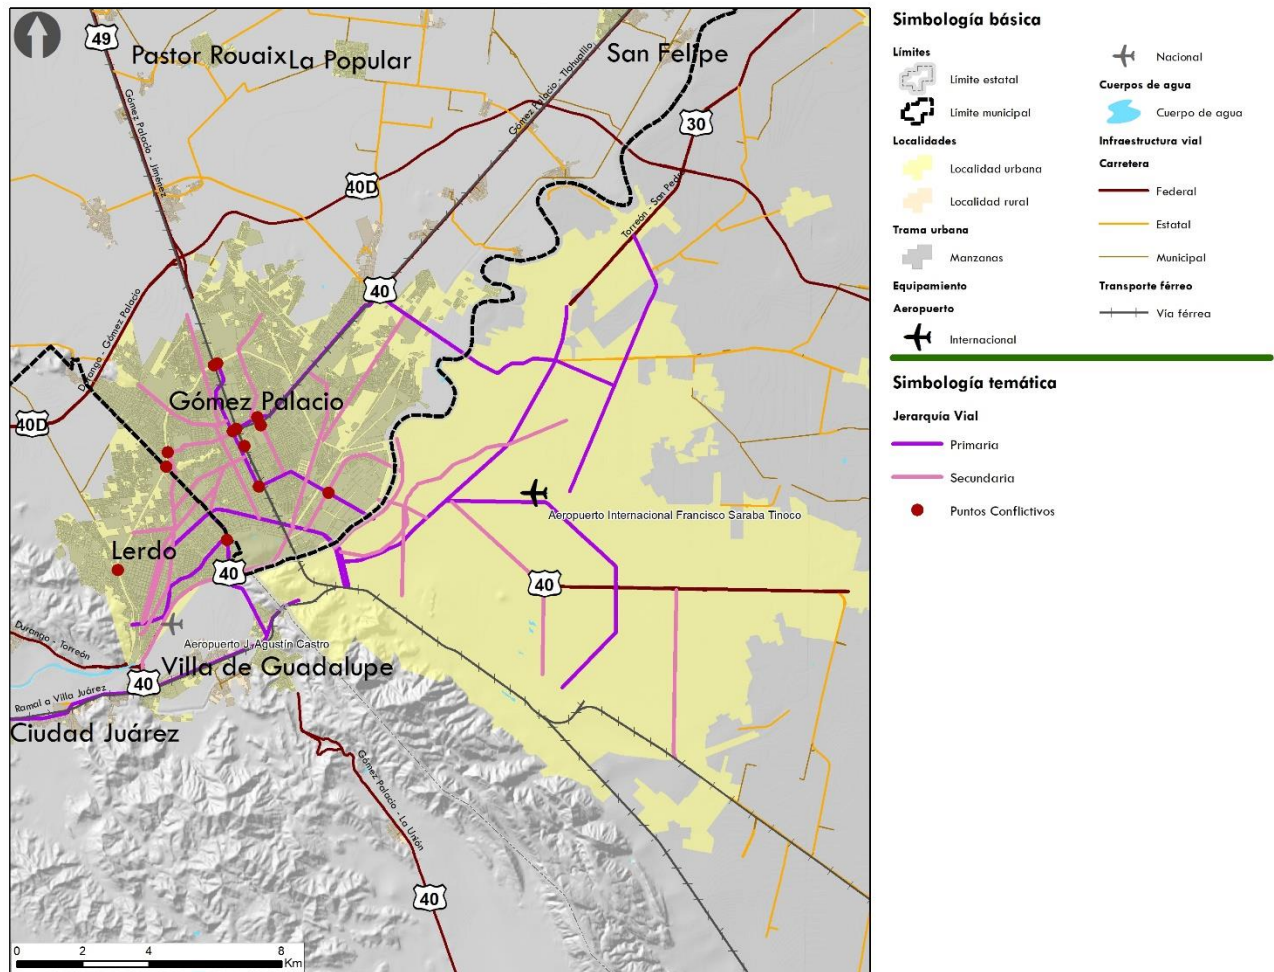 49
Pastor Rouaix
La Popular
San Felipe
Gómez Palacio - Jiménez
Gómez Palacio - Tlahualilo
30
40D
Torreón - San Pedro
40
Durango - Gómez Palacio
40D
Gómez Palacio
Aeropuerto Internacional Francisco Saraba Tinoco
Lerdo
40
40
Durango - Torreón
Aeropuerto J. Agustín Castro
Villa de Guadalupe
40
Ramal a Villa Juárez
Ciudad Juárez
Gómez Palacio - La Unión
40
0 2 4 8
Km
Simbología básica
Límites
Límite estatal
Límite municipal
Localidades
Localidad urbana
Localidad rural
Trama urbana
Manzanas
Equipamiento
Aeropuerto
Internacional
Nacional
Cuerpos de agua
Cuerpo de agua
Infraestructura vial
Carretera
Federal
Estatal
Municipal
Transporte férreo
Vía férrea
Simbología temática
Jerarquía Vial
Primaria
Secundaria
Puntos Conflictivos